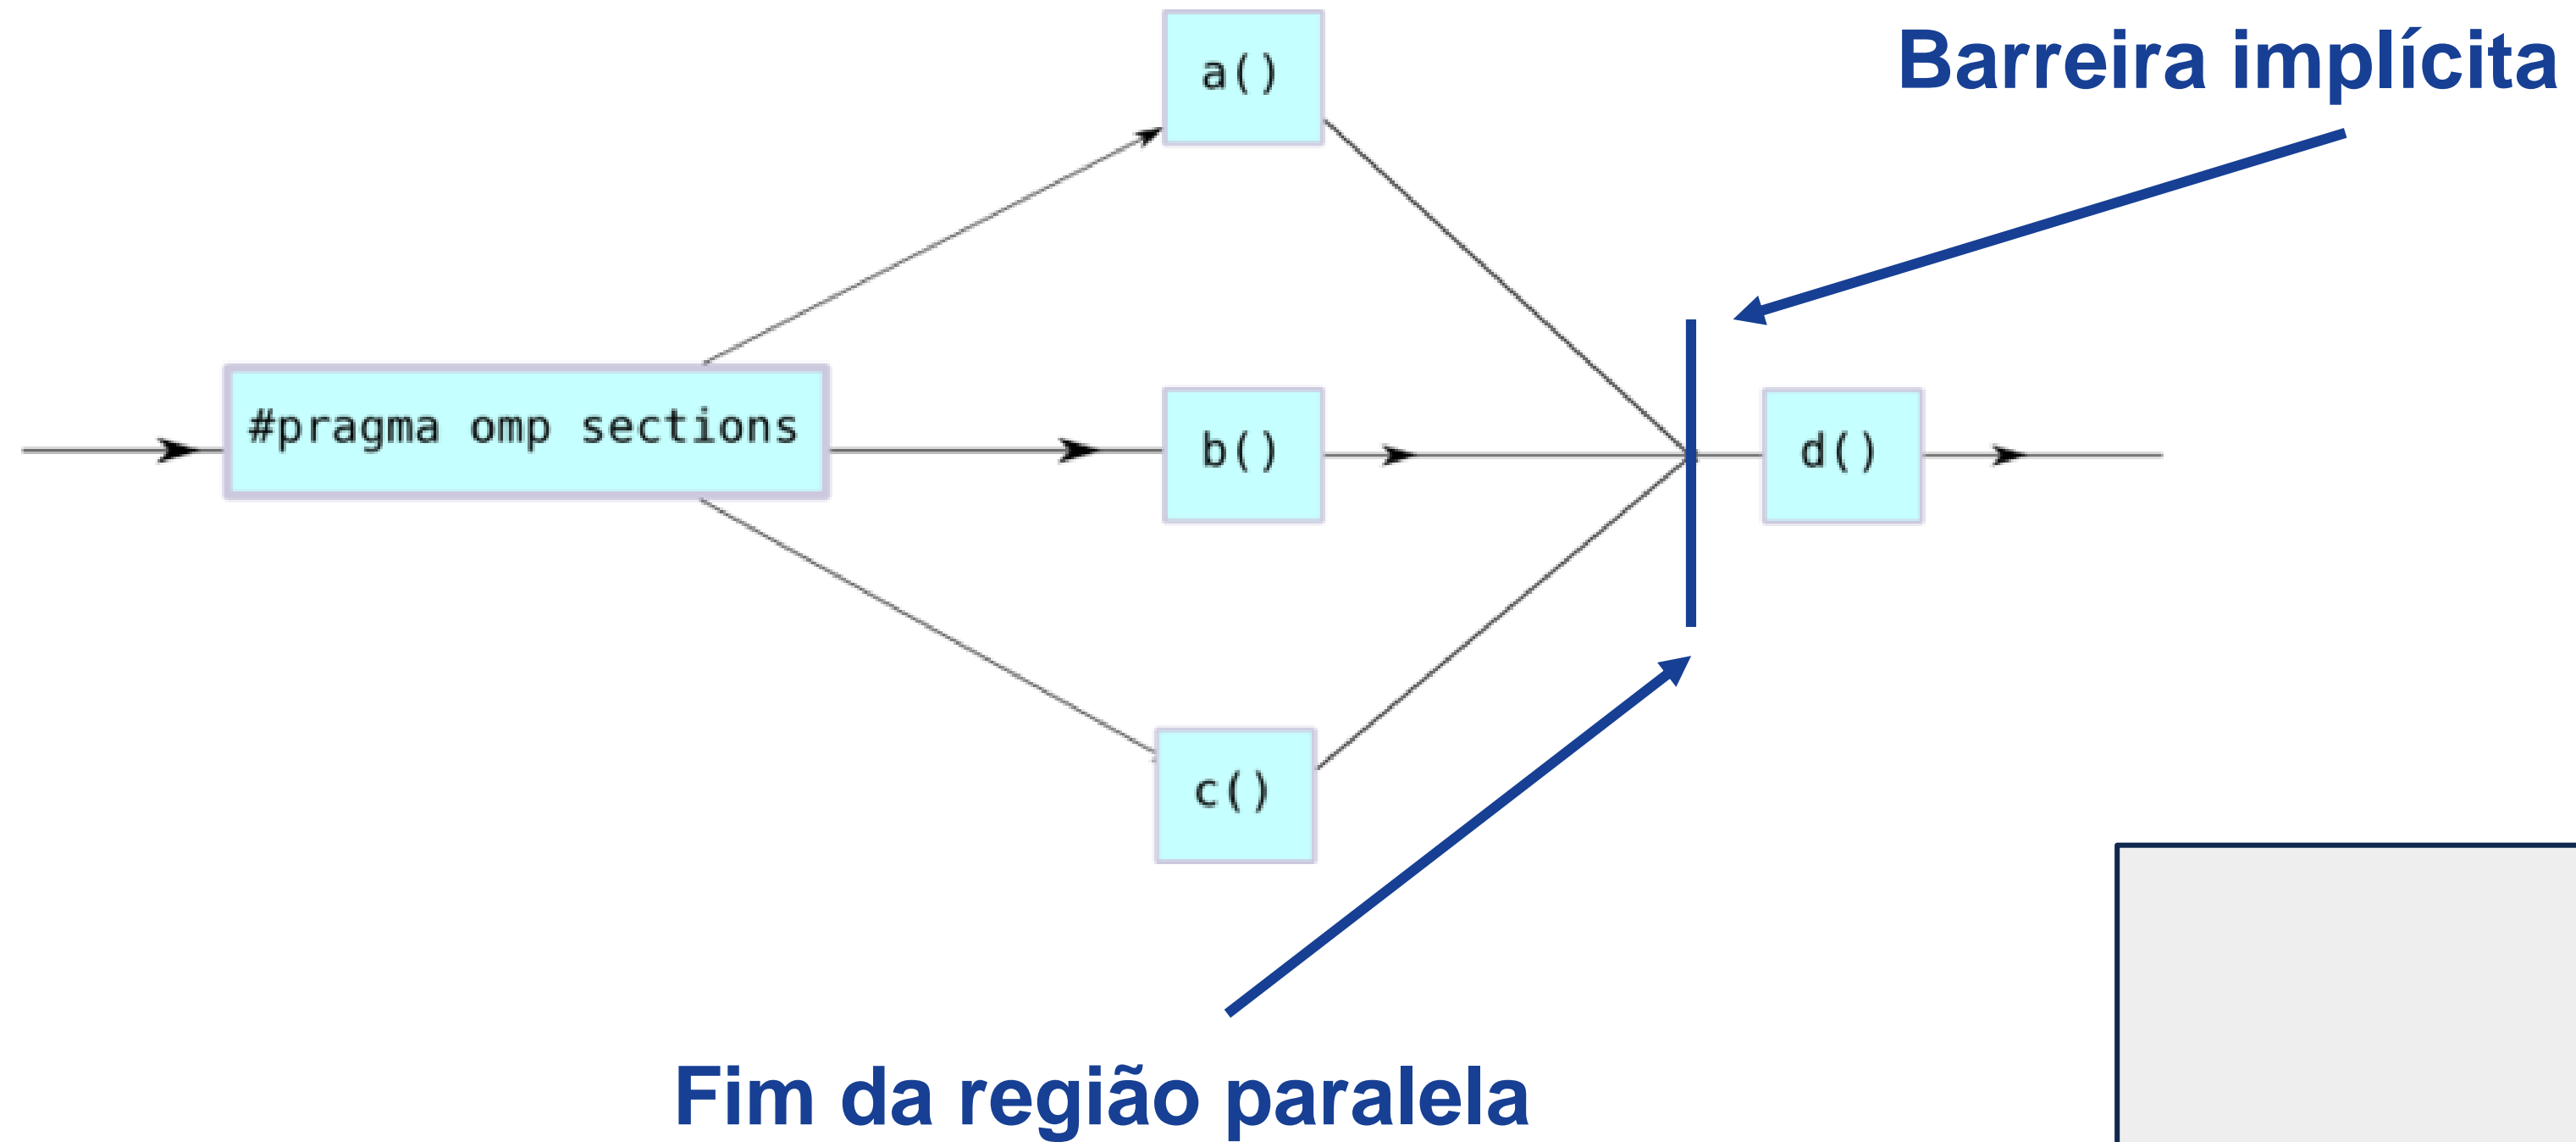 a()
Barreira implícita
#pragma omp sections
b()
d()
c()
Fim da região paralela